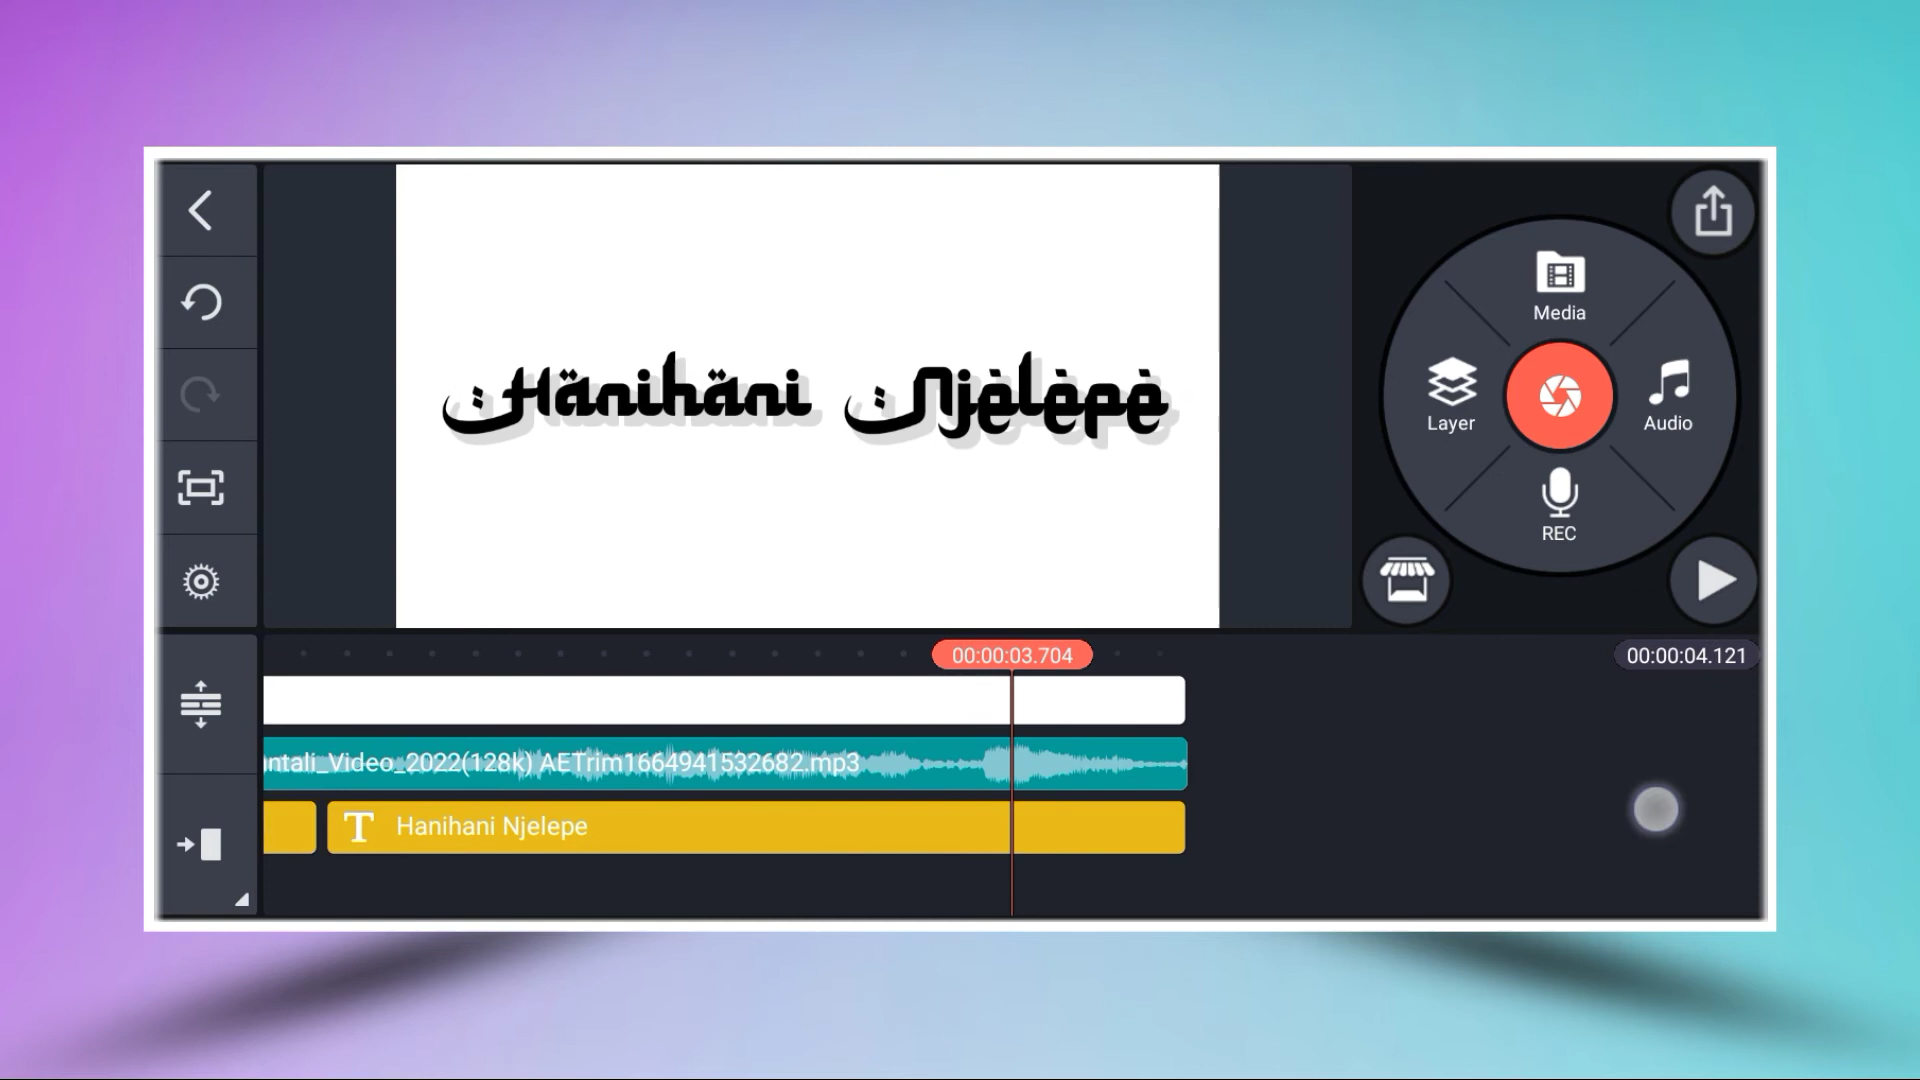 Media
Layer
Audio
REC
Hänihäni Njèlèpè
00:00:03.704
00:00:04.121
ntali_Video_2022(128k) AETrim1664941532682.mp3
T Hanihani Njelepe